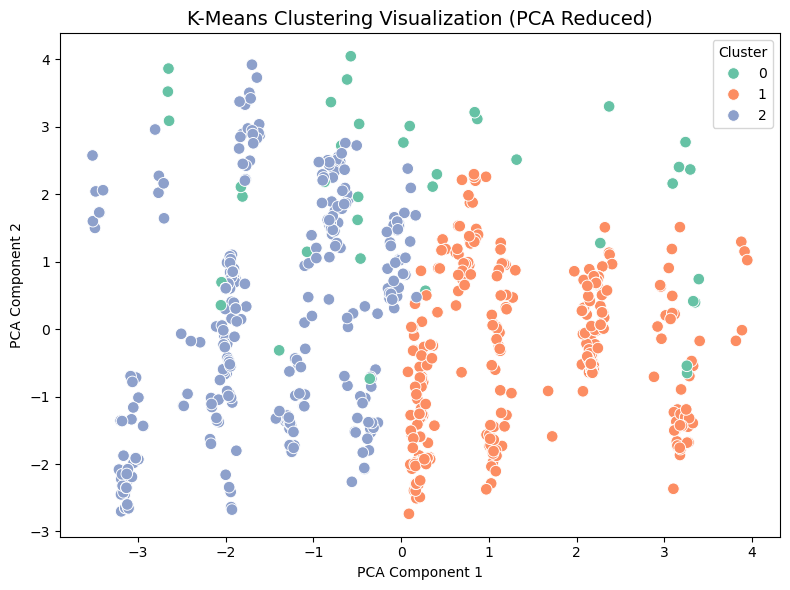 K-Means Clustering Visualization (PCA Reduced)
Cluster
0
1
2
4
3
2
1
0
−1
−2
−3
PCA Component 2
−3 −2 −1 0 1 2 3 4
PCA Component 1